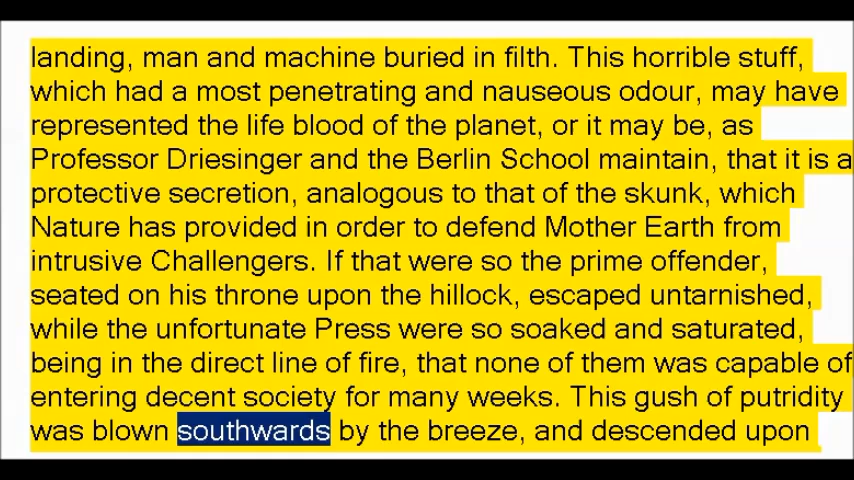 landing, man and machine buried in filth. This horrible stuff,
which had a most penetrating and nauseous odour, may have
represented the life blood of the planet, or it may be, as
Professor Driesinger and the Berlin School maintain, that it is a
protective secretion, analogous to that of the skunk, which
Nature has provided in order to defend Mother Earth from
intrusive Challengers. If that were so the prime offender,
seated on his throne upon the hillock, escaped untarnished,
while the unfortunate Press were so soaked and saturated,
being in the direct line of fire, that none of them was capable of
entering decent society for many weeks. This gush of putridity
was blown southwards by the breeze, and descended upon